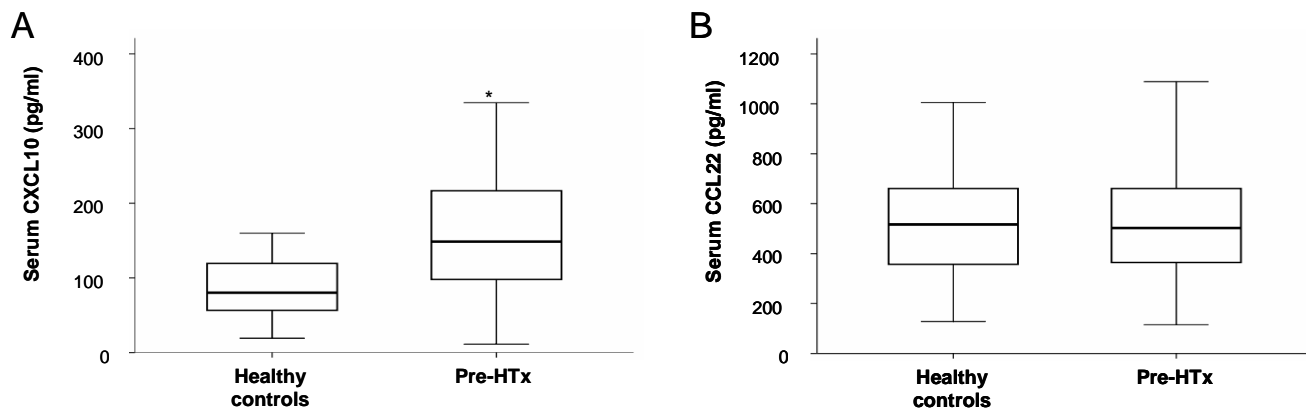 A
Serum CXCL10 (pg/ml)
400
300
200
100
0
*
Healthy
controls
Pre-HTx
B
Serum CCL22 (pg/ml)
1200
1000
800
600
400
200
0
Healthy
controls
Pre-HTx